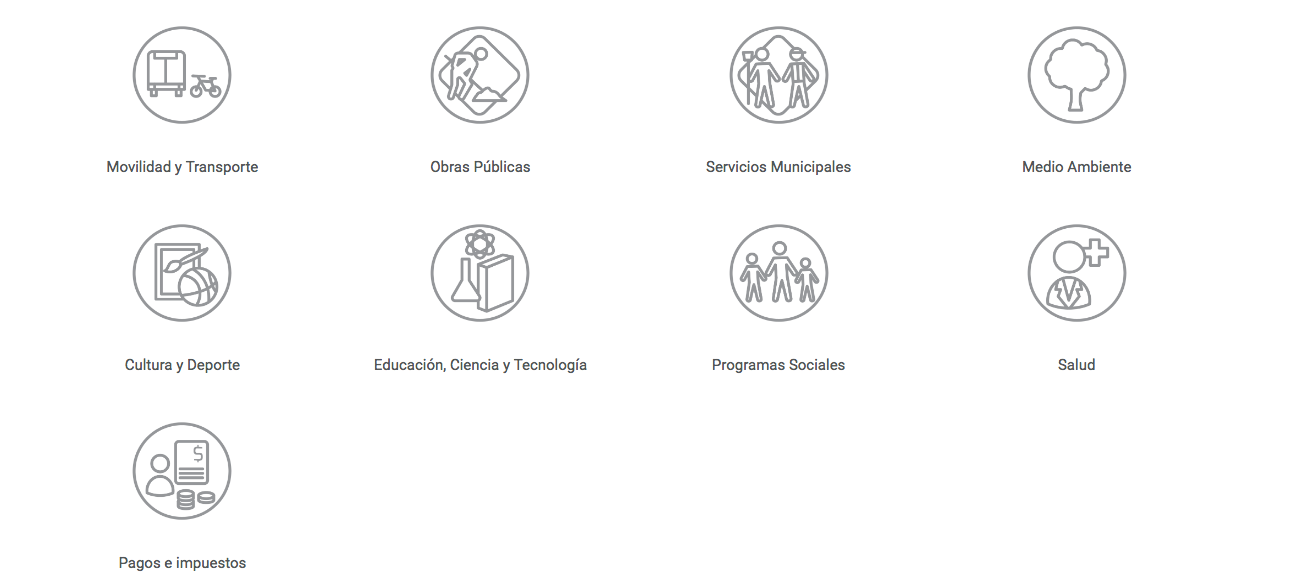 Movilidad y Transporte
Obras Públicas
Servicios Municipales
Medio Ambiente
Cultura y Deporte
Educación, Ciencia y Tecnología
Programas Sociales
Salud
$
Pagos e impuestos